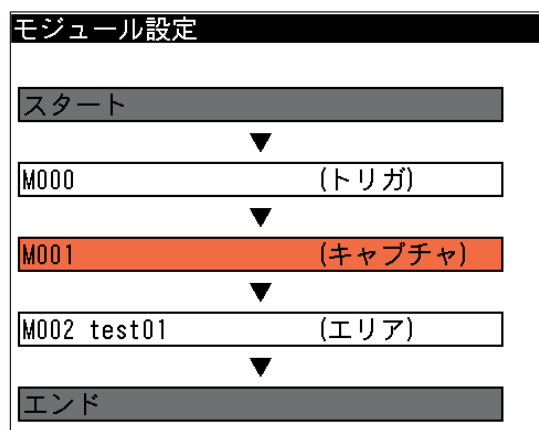 モジュール設定
スタート
▼
M000 (トリガ)
▼
M001 (キャプチャ)
▼
M002 test01 (エリア)
▼
エンド